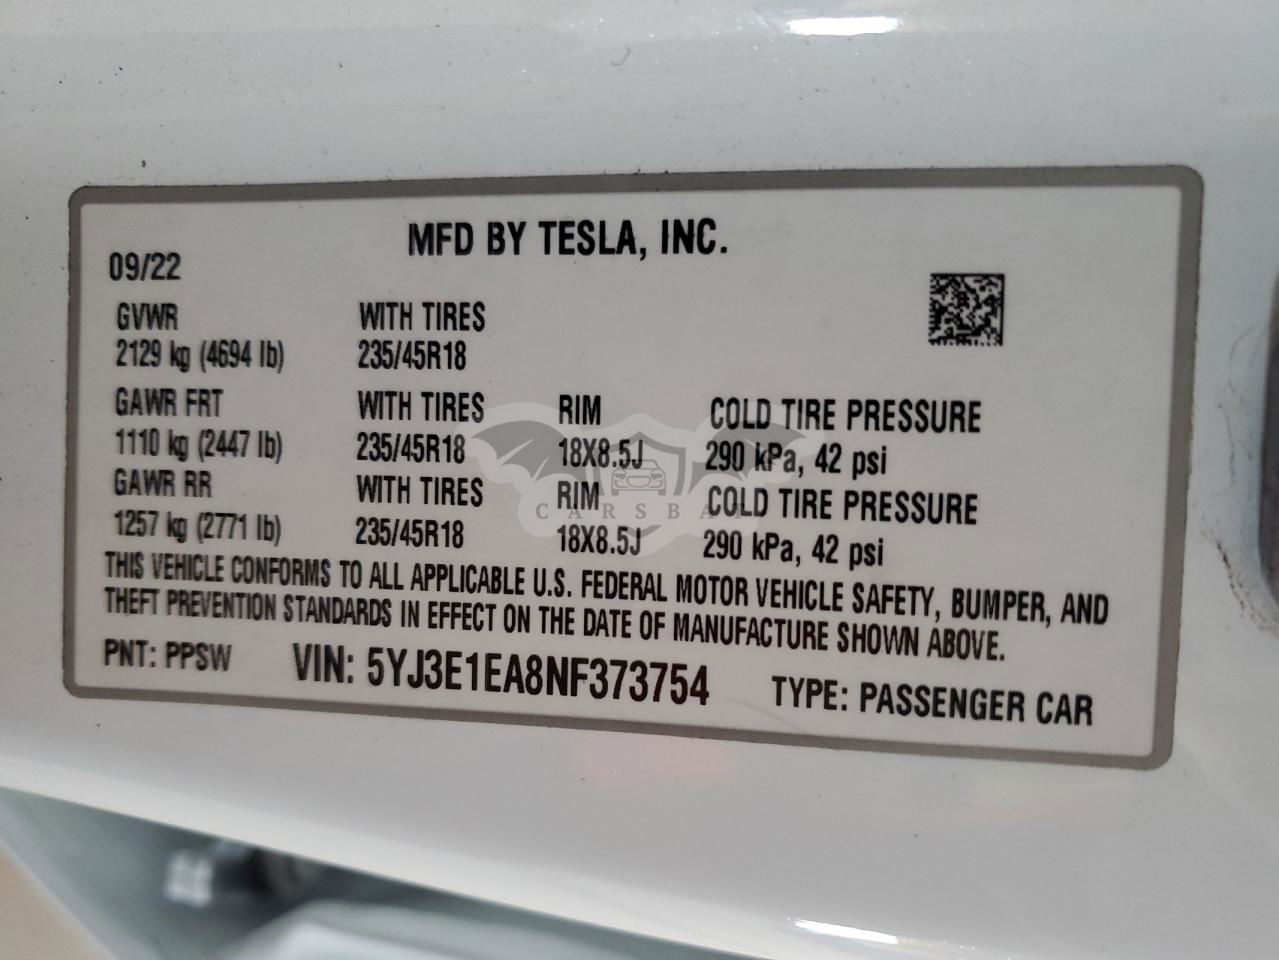 MFD BY TESLA, INC.
09/22
GVWR WITH TIRES
2129 kg (4694 lb) 235/45R18
GAWR FRT WITH TIRES RIM COLD TIRE PRESSURE
1110 kg (2447 lb) 235/45R18 18X8.5J 290 kPa, 42 psi
GAWR RR WITH TIRES RIM COLD TIRE PRESSURE
1257 kg (2771 lb) 235/45R18 18X8.5J 290 kPa, 42 psi
CARSBAT
THIS VEHICLE CONFORMS TO ALL APPLICABLE U.S. FEDERAL MOTOR VEHICLE SAFETY, BUMPER, AND
THEFT PREVENTION STANDARDS IN EFFECT ON THE DATE OF MANUFACTURE SHOWN ABOVE.
PNT: PPSW VIN: 5YJ3E1EA8NF373754 TYPE: PASSENGER CAR